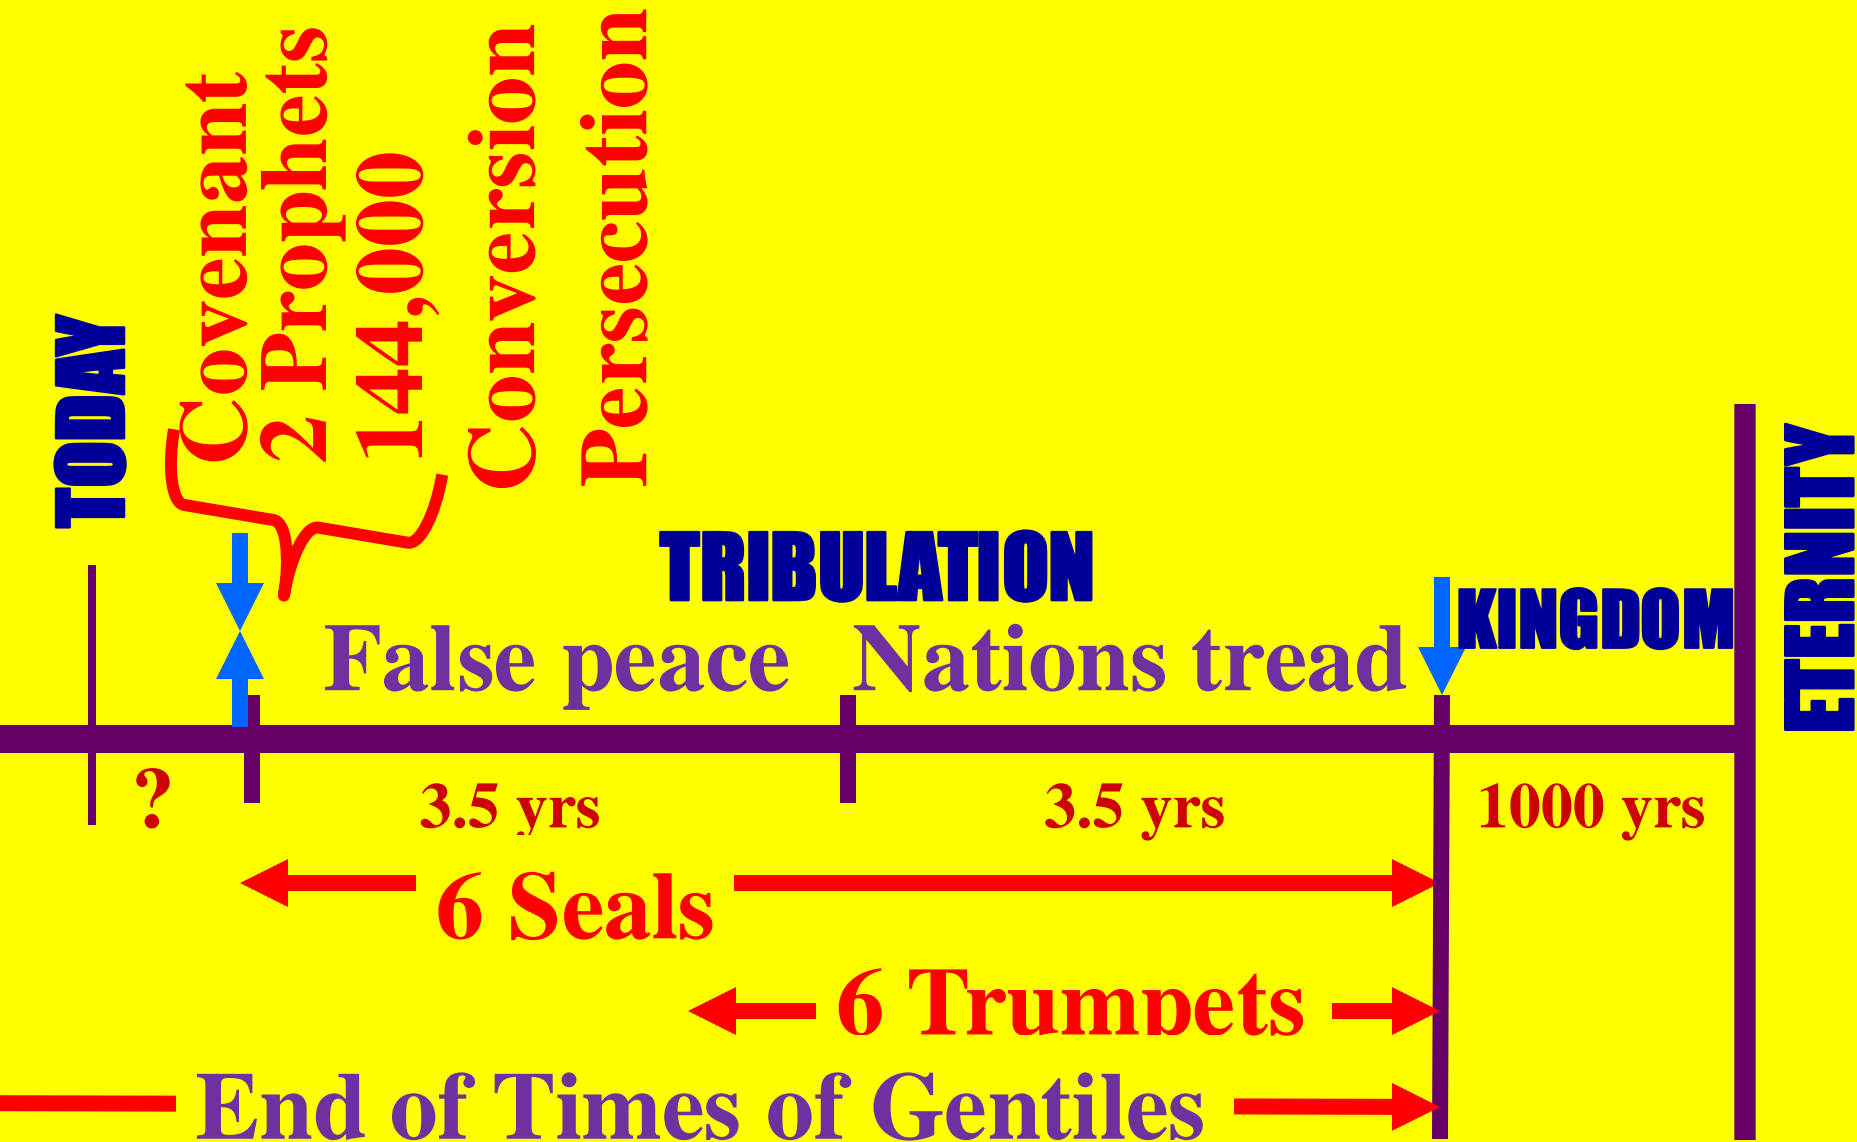 TODAY
Covenant
2 Prophets
144,000
Conversion
Persecution
TRIBULATION
KINGDOM
ETERNITY
False peace
Nations tread
?
3.5 yrs
3.5 yrs
1000 yrs
6 Seals
6 Trumpets
End of Times of Gentiles